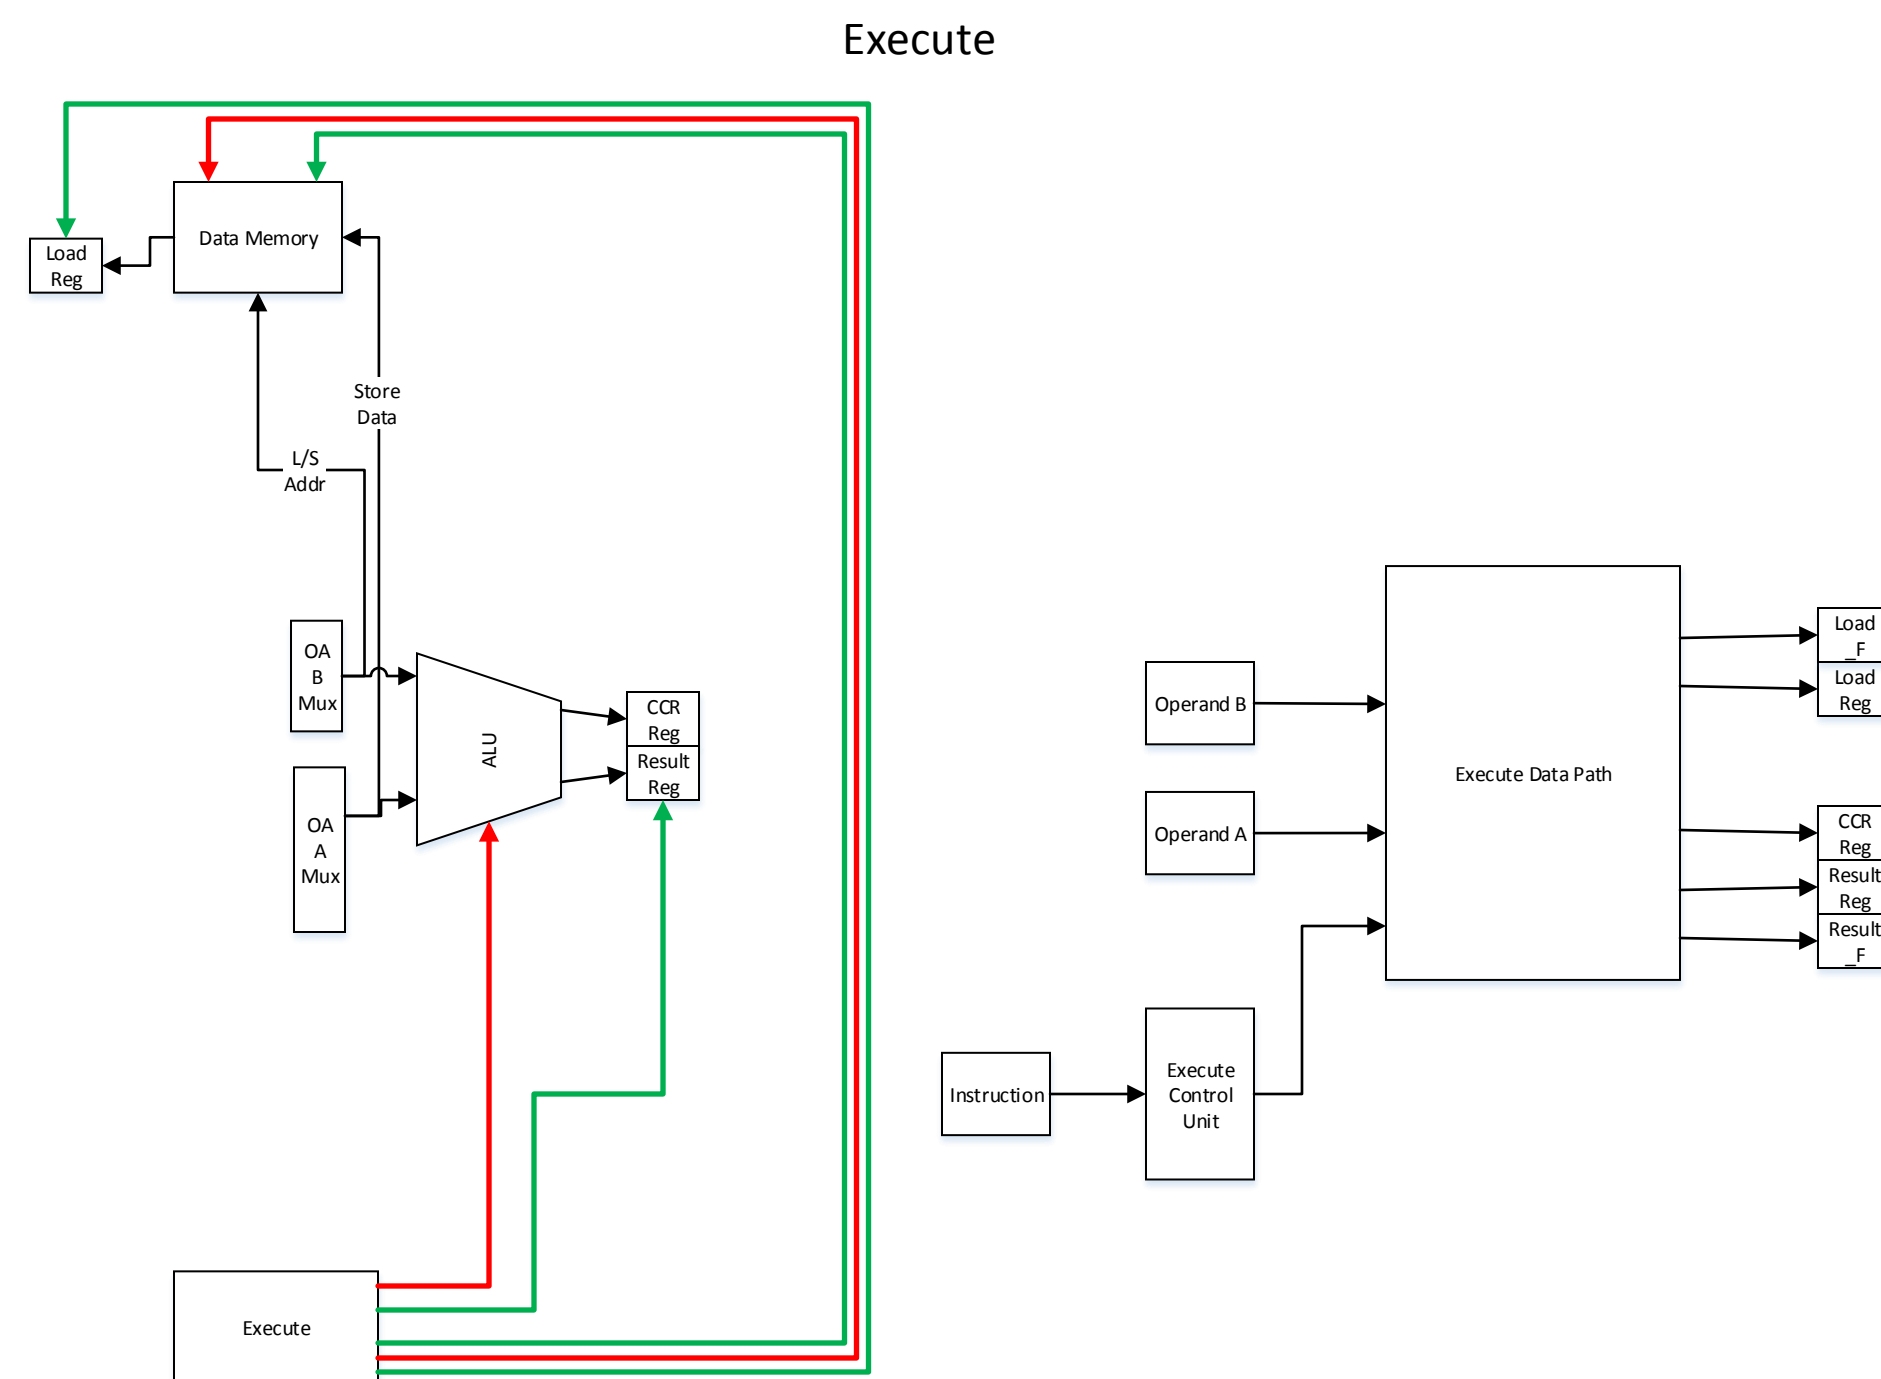 Execute
Load
Reg
Data Memory
Store
Data
L/S
Addr
OA
B
Mux
OA
A
Mux
ALU
CCR
Reg
Result
Reg
Execute
Operand B
Operand A
Instruction
Execute
Control
Unit
Execute Data Path
Load
_F
Load
Reg
CCR
Reg
Result
Reg
Result
_F